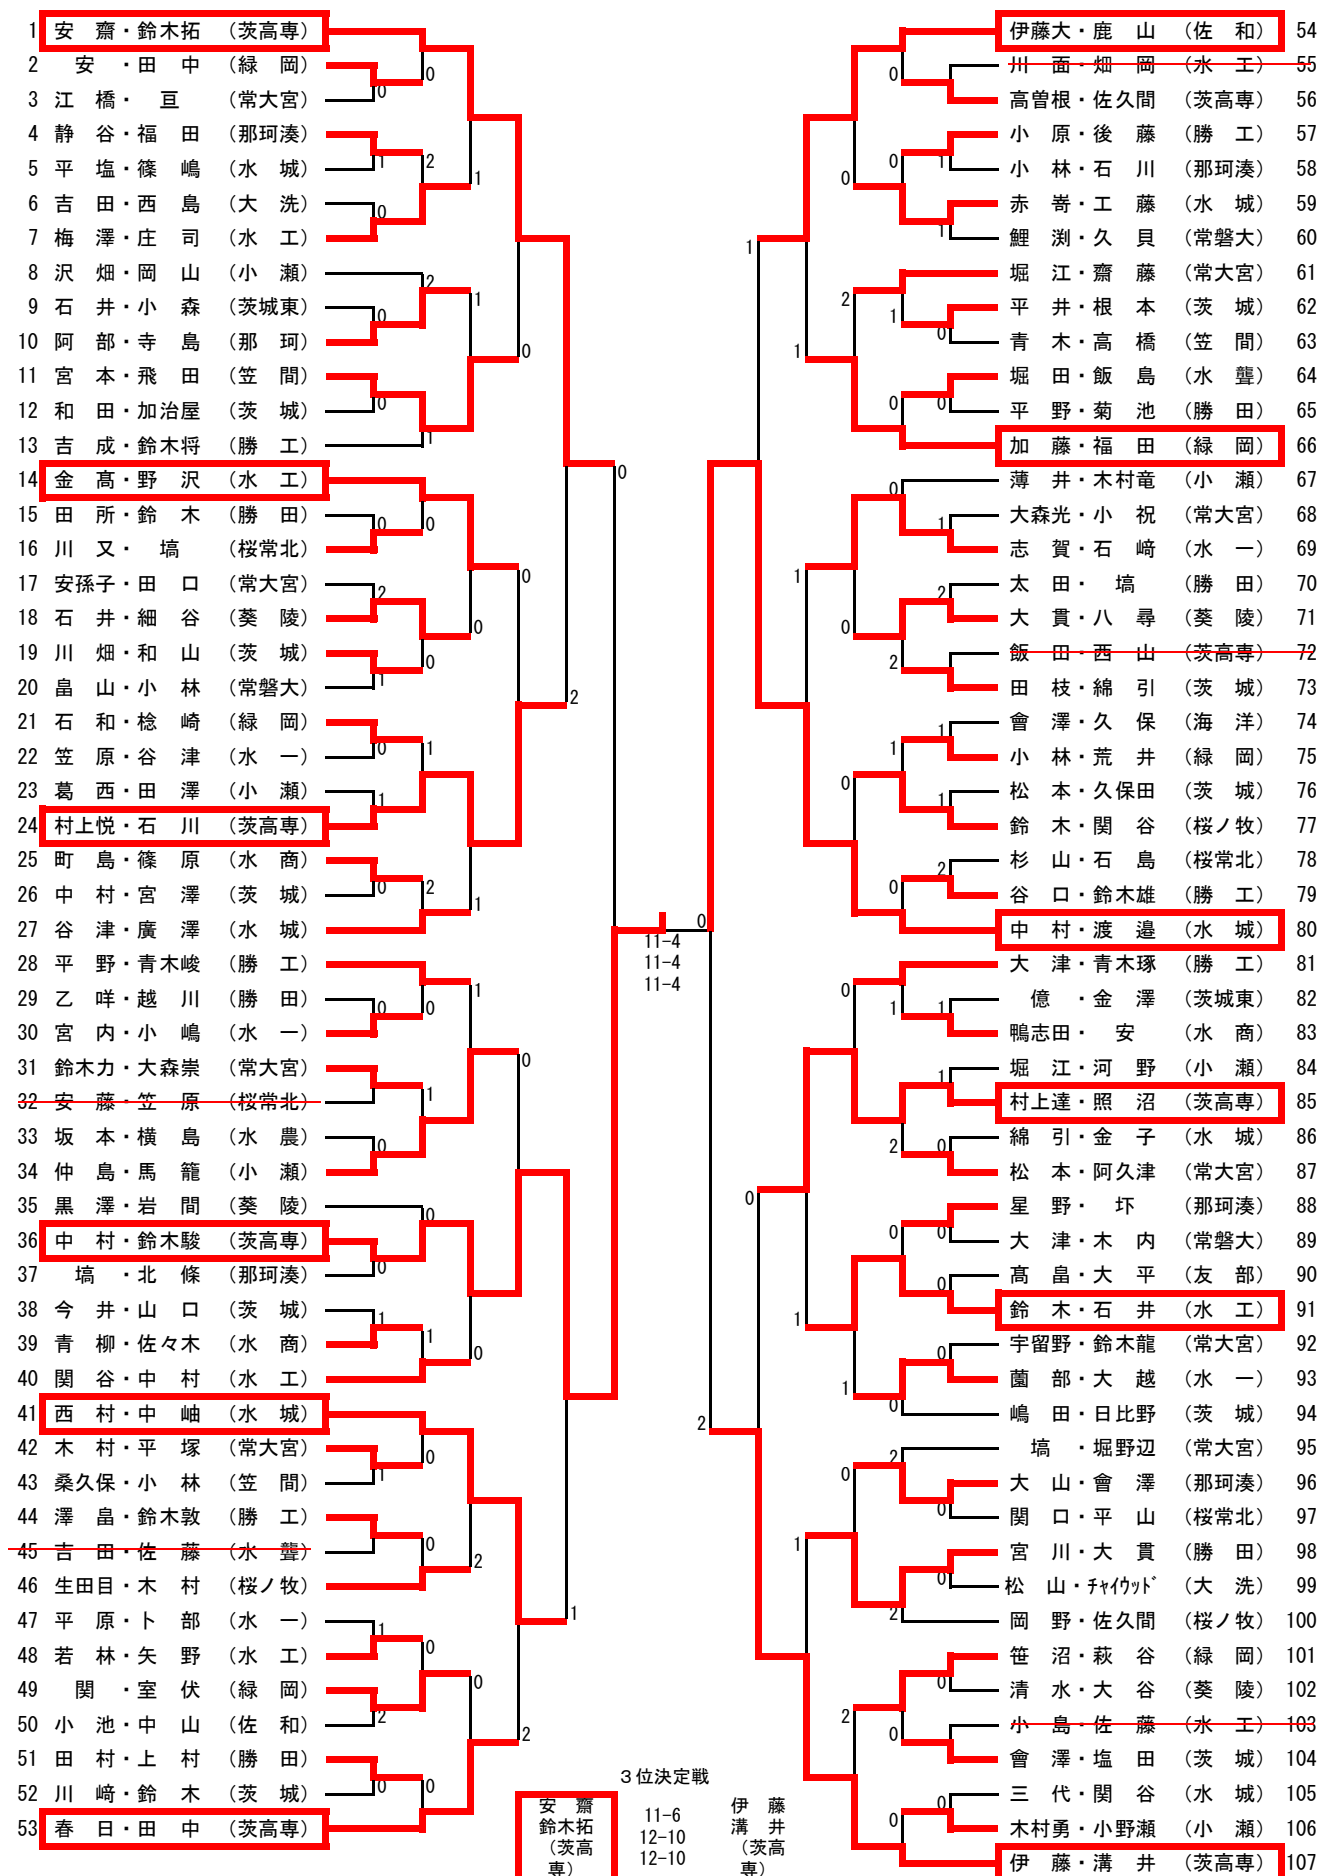 1 安　齋・鈴木拓 （茨高専）
2 安　・田　中 （緑　岡）
3 江　橋・　亘 （常大宮）
4 静　谷・福　田 （那珂湊）
5 平　塩・篠　嶋 （水　城）
6 吉　田・西　島 （大　洗）
7 梅　澤・庄　司 （水　工）
8 沢　畑・岡　山 （小　瀬）
9 石　井・小　森 （茨城東）
10 阿　部・寺　島 （那　珂）
11 宮　本・飛　田 （笠　間）
12 和　田・加治屋 （茨　城）
13 吉　成・鈴木将 （勝　工）
14 金　髙・野　沢 （水　工）
15 田　所・鈴　木 （勝　田）
16 川　又・　塙 （桜常北）
17 安孫子・田　口 （常大宮）
18 石　井・細　谷 （葵　陵）
19 川　畑・和　山 （茨　城）
20 畠　山・小　林 （常磐大）
21 石　和・桧　崎 （緑　岡）
22 笠　原・谷　津 （水　一）
23 葛　西・田　澤 （小　瀬）
24 村上悦・石　川 （茨高専）
25 町　島・篠　原 （水　商）
26 中　村・宮　澤 （茨　城）
27 谷　津・廣　澤 （水　城）
28 平　野・青木峻 （勝　工）
29 乙　咩・越　川 （勝　田）
30 宮　内・小　嶋 （水　一）
31 鈴木力・大森崇 （常大宮）
32 安　藤・笠　原 （桜常北）
33 坂　本・横　島 （水　農）
34 仲　島・馬　籠 （小　瀬）
35 黒　澤・岩　間 （葵　陵）
36 中　村・鈴木駿 （茨高専）
37 塙　・北　條 （那珂湊）
38 今　井・山　口 （茨　城）
39 青　柳・佐々木 （水　商）
40 関　谷・中　村 （水　工）
41 西　村・中　岫 （水　城）
42 木　村・平　塚 （常大宮）
43 桑久保・小　林 （笠　間）
44 澤　畠・鈴木敦 （勝　工）
45 吉　田・佐　藤 （水　聾）
46 生田目・木　村 （桜ノ牧）
47 平　原・卜　部 （水　一）
48 若　林・矢　野 （水　工）
49 関　・室　伏 （緑　岡）
50 小　池・中　山 （佐　和）
51 田　村・上　村 （勝　田）
52 川　﨑・鈴　木 （茨　城）
53 春　日・田　中 （茨高専）
0
11-4
11-4
11-4
３位決定戦
安　齋
鈴木拓
（茨高専）
11-6
12-10
12-10
伊　藤
溝　井
（茨高専）
伊藤大・鹿　山 （佐　和） 54
川　面・畑　岡 （水　工） 55
高曽根・佐久間 （茨高専） 56
小　原・後　藤 （勝　工） 57
小　林・石　川 （那珂湊） 58
赤　嵜・工　藤 （水　城） 59
鯉　渕・久　貝 （常磐大） 60
堀　江・齋　藤 （常大宮） 61
平　井・根　本 （茨　城） 62
青　木・高　橋 （笠　間） 63
堀　田・飯　島 （水　聾） 64
平　野・菊　池 （勝　田） 65
加　藤・福　田 （緑　岡） 66
薄　井・木村竜 （小　瀬） 67
大森光・小　祝 （常大宮） 68
志　賀・石　﨑 （水　一） 69
太　田・　塙 （勝　田） 70
大　貫・八　尋 （葵　陵） 71
飯　田・西　山 （茨高専） 72
田　枝・綿　引 （茨　城） 73
會　澤・久　保 （海　洋） 74
小　林・荒　井 （緑　岡） 75
松　本・久保田 （茨　城） 76
鈴　木・関　谷 （桜ノ牧） 77
杉　山・石　島 （桜常北） 78
谷　口・鈴木雄 （勝　工） 79
中　村・渡　邉 （水　城） 80
大　津・青木琢 （勝　工） 81
億　・金　澤 （茨城東） 82
鴨志田・　安 （水　商） 83
堀　江・河　野 （小　瀬） 84
村上達・照　沼 （茨高専） 85
綿　引・金　子 （水　城） 86
松　本・阿久津 （常大宮） 87
星　野・　圷 （那珂湊） 88
大　津・木　内 （常磐大） 89
髙　畠・大　平 （友　部） 90
鈴　木・石　井 （水　工） 91
宇留野・鈴木龍 （常大宮） 92
薗　部・大　越 （水　一） 93
嶋　田・日比野 （茨　城） 94
塙　・堀野辺 （常大宮） 95
大　山・會　澤 （那珂湊） 96
関　口・平　山 （桜常北） 97
宮　川・大　貫 （勝　田） 98
松　山・ﾁｬｲｳｯﾄﾞ （大　洗） 99
岡　野・佐久間 （桜ノ牧） 100
笹　沼・萩　谷 （緑　岡） 101
清　水・大　谷 （葵　陵） 102
小　島・佐　藤 （水　工） 103
會　澤・塩　田 （茨　城） 104
三　代・関　谷 （水　城） 105
木村勇・小野瀬 （小　瀬） 106
伊　藤・溝　井 （茨高専） 107